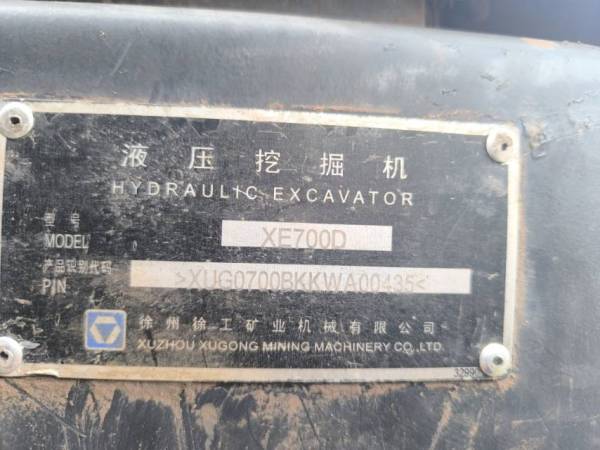 液压挖掘机
HYDRAULIC EXCAVATOR
型号
MODEL
XE700D
产品识别代码
PIN
>XUG0700BKKWA00435<
徐州徐工矿业机械有限公司
XUZHOU XUGONG MINING MACHINERY CO.,LTD.